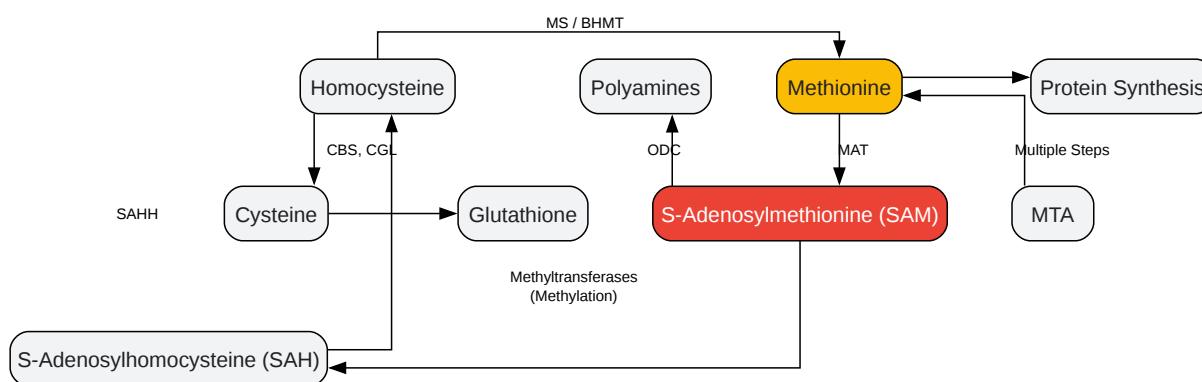 MS / BHMT
Homocysteine
Polyamines
Methionine
Protein Synthesis
CBS, CGL
ODC
MAT
Multiple Steps
SAHH
Cysteine
Glutathione
S-Adenosylmethionine (SAM)
MTA
Methyltransferases
(Methylation)
S-Adenosylhomocysteine (SAH)